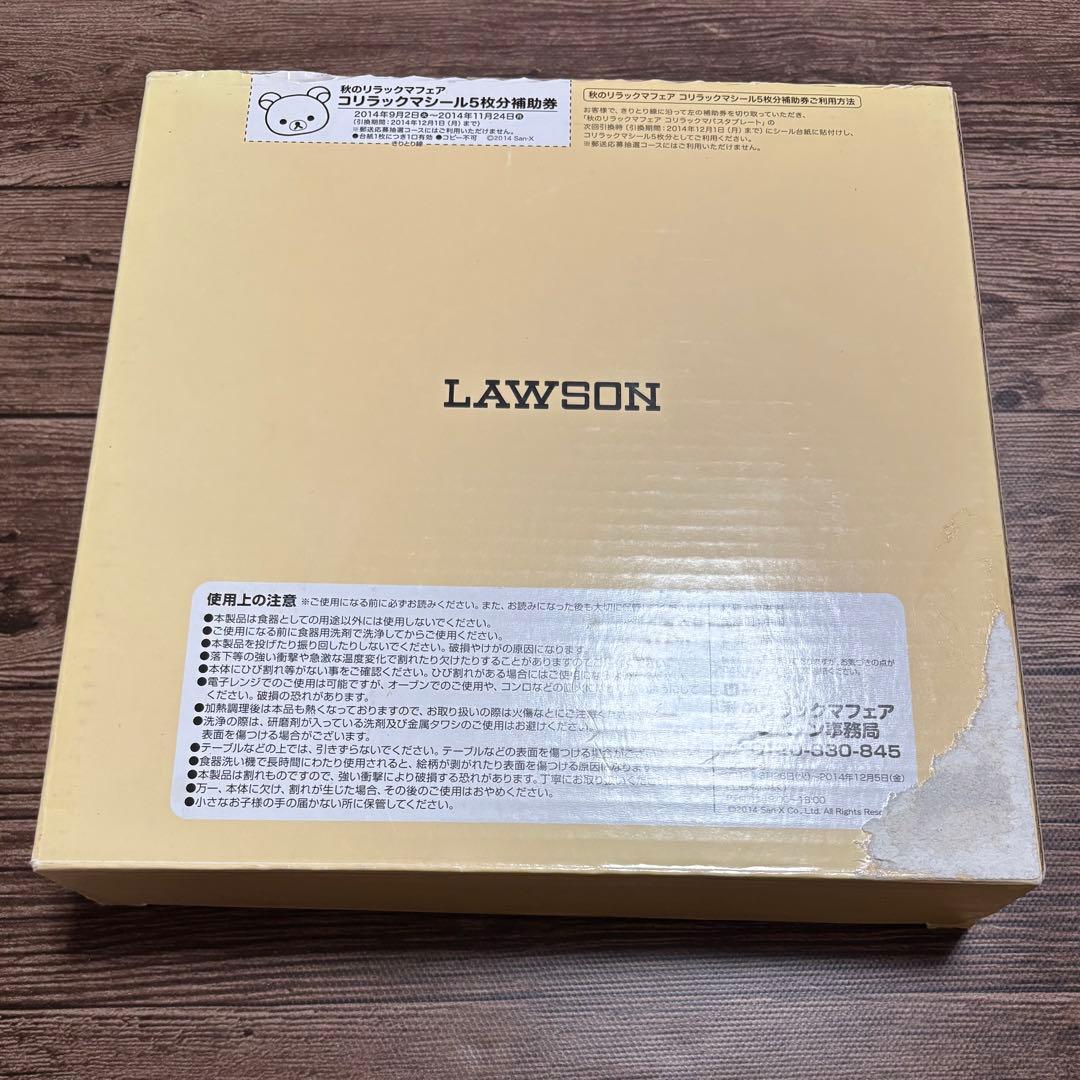 秋のリラックマフェア
コリラックマシール5枚分補助券
2014年9月2日㊋〜2014年11月24日㊊
(引換期間:2014年12月1日(月)まで)
※郵送応募抽選コースにはご利用いただけません。
●台紙1枚につき1口有効 ●コピー不可 ©2014 San-X
きりとり線
秋のリラックマフェア コリラックマシール5枚分補助券ご利用方法
お客様で、きりとり線に沿って左の補助券を切り取っていただき、
「秋のリラックマフェア コリラックマパスタプレート」の
次回引換時(引換期間:2014年12月1日(月)まで)にシール台紙に貼付けし、
コリラックマシール5枚分としてご利用ください。
※郵送応募抽選コースにはご利用いただけません。
LAWSON
使用上の注意 ※ご使用になる前に必ずお読みください。また、お読みになった後も大切に
●本製品は食器としての用途以外には使用しないでください。
●ご使用になる前に食器用洗剤で洗浄してからご使用ください。
●本製品を投げたり振り回したりしないでください。破損やけがの原因になります。
●落下等の強い衝撃や急激な温度変化で割れたり欠けたりすることがありますので
●本体にひび割れ等がない事をご確認ください。ひび割れがある場合にはご使用に
●電子レンジでのご使用は可能ですが、オーブンでのご使用や、コンロなどの
ください。破損の恐れがあります。
●加熱調理後は本品も熱くなっておりますので、お取り扱いの際は火傷などにご注意くださ
●洗浄の際は、研磨剤が入っている洗剤及び金属タワシのご使用はお避けください。
表面を傷つける場合がございます。
●テーブルなどの上では、引きずらないでください。テーブルなどの表面を傷つける場合がござ
●食器洗い機で長時間にわたり使用されると、絵柄が剥がれたり表面を傷つける原因になります
●本製品は割れものですので、強い衝撃により破損する恐れがあります。丁寧にお取り扱いくだ
●万一、本体に欠け、割れが生じた場合、その後のご使用はおやめください。
●小さなお子様の手の届かない所に保管してください。
お気づきの点が
ラックマフェア
事務局
0120-830-845
〜2014年12月5日(金)
18:00
©2014 San-X Co., Ltd. All Rights Rese